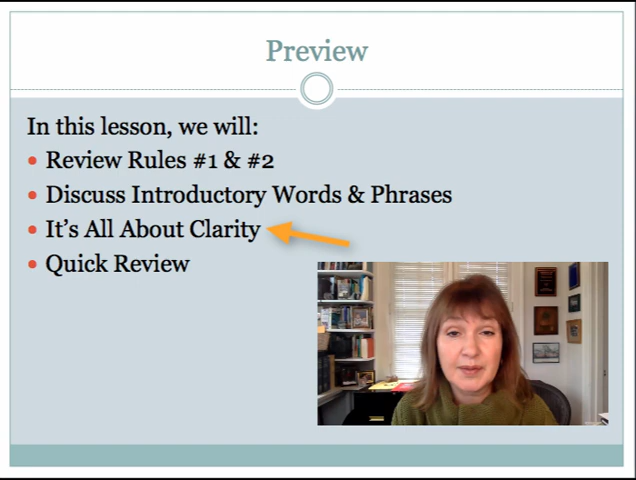 Preview
In this lesson, we will:
• Review Rules #1 & #2
• Discuss Introductory Words & Phrases
• It's All About Clarity
• Quick Review